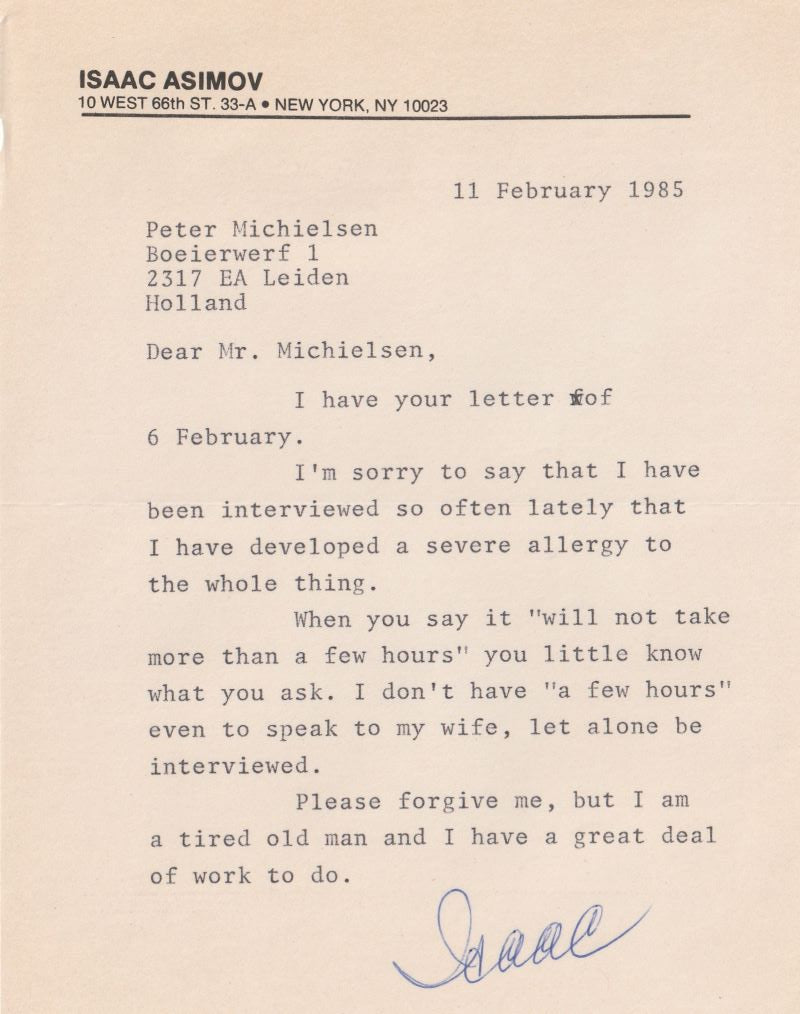 ISAAC ASIMOV
10 WEST 66th ST. 33-A • NEW YORK, NY 10023
11 February 1985
Peter Michielsen
Boeierwerf 1
2317 EA Leiden
Holland
Dear Mr. Michielsen,
I have your letter of
6 February.
I'm sorry to say that I have
been interviewed so often lately that
I have developed a severe allergy to
the whole thing.
When you say it "will not take
more than a few hours" you little know
what you ask. I don't have "a few hours"
even to speak to my wife, let alone be
interviewed.
Please forgive me, but I am
a tired old man and I have a great deal
of work to do.
Isaac